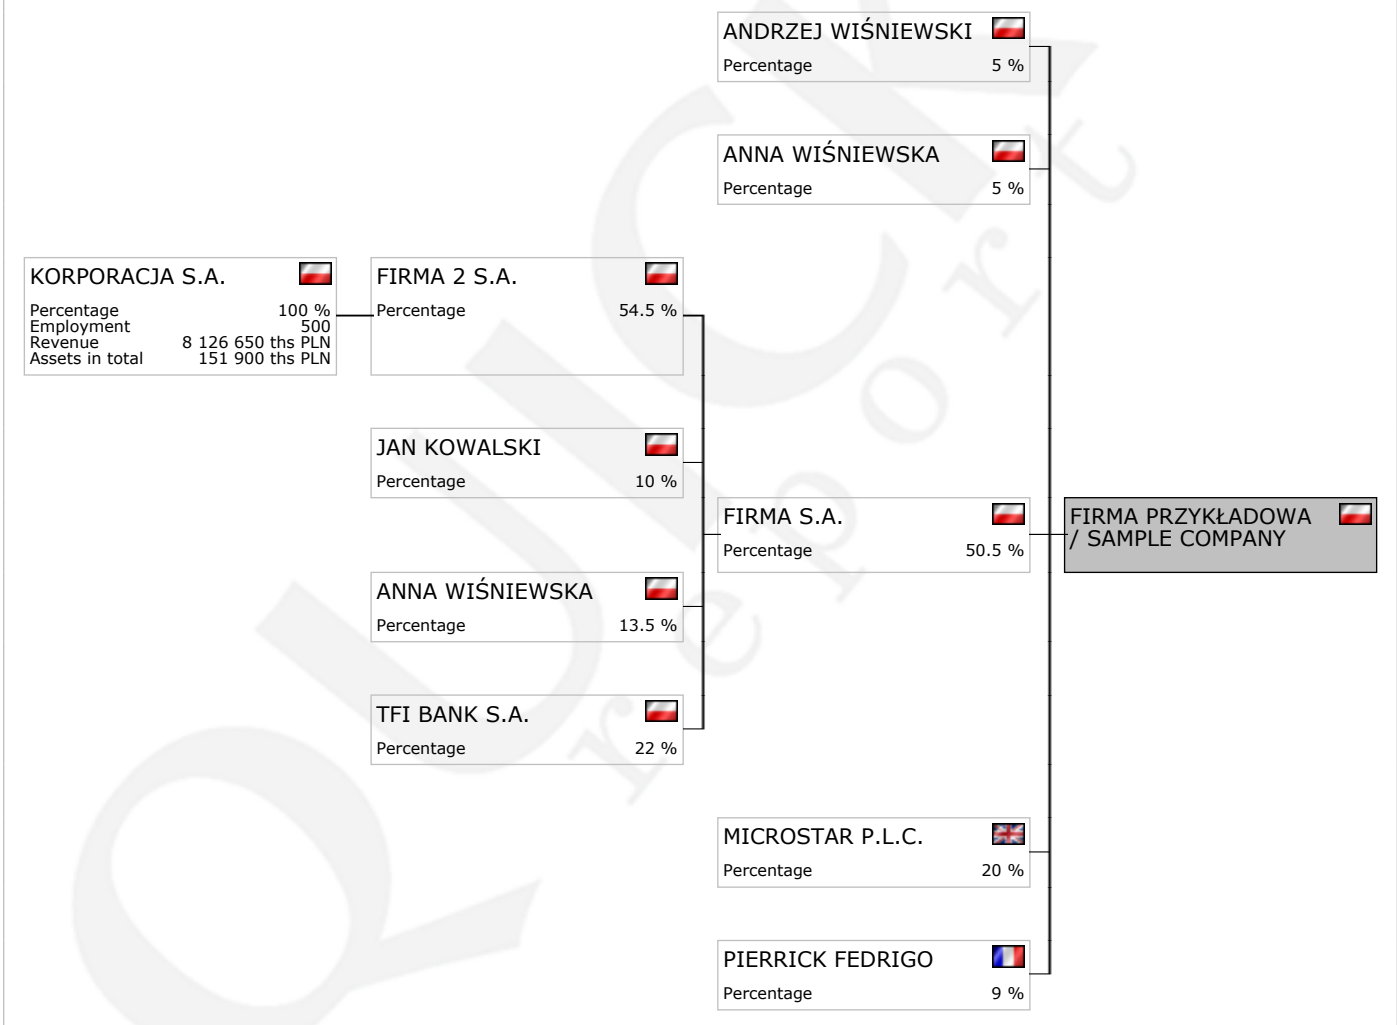 ANDRZEJ WIŚNIEWSKI
Percentage 5 %
ANNA WIŚNIEWSKA
Percentage 5 %
KORPORACJA S.A.
Percentage 100 %
Employment 500
Revenue 8 126 650 ths PLN
Assets in total 151 900 ths PLN
FIRMA 2 S.A.
Percentage 54.5 %
JAN KOWALSKI
Percentage 10 %
ANNA WIŚNIEWSKA
Percentage 13.5 %
TFI BANK S.A.
Percentage 22 %
FIRMA S.A.
Percentage 50.5 %
FIRMA PRZYKŁADOWA
/ SAMPLE COMPANY
MICROSTAR P.L.C.
Percentage 20 %
PIERRICK FEDRIGO
Percentage 9 %
QUICK
report